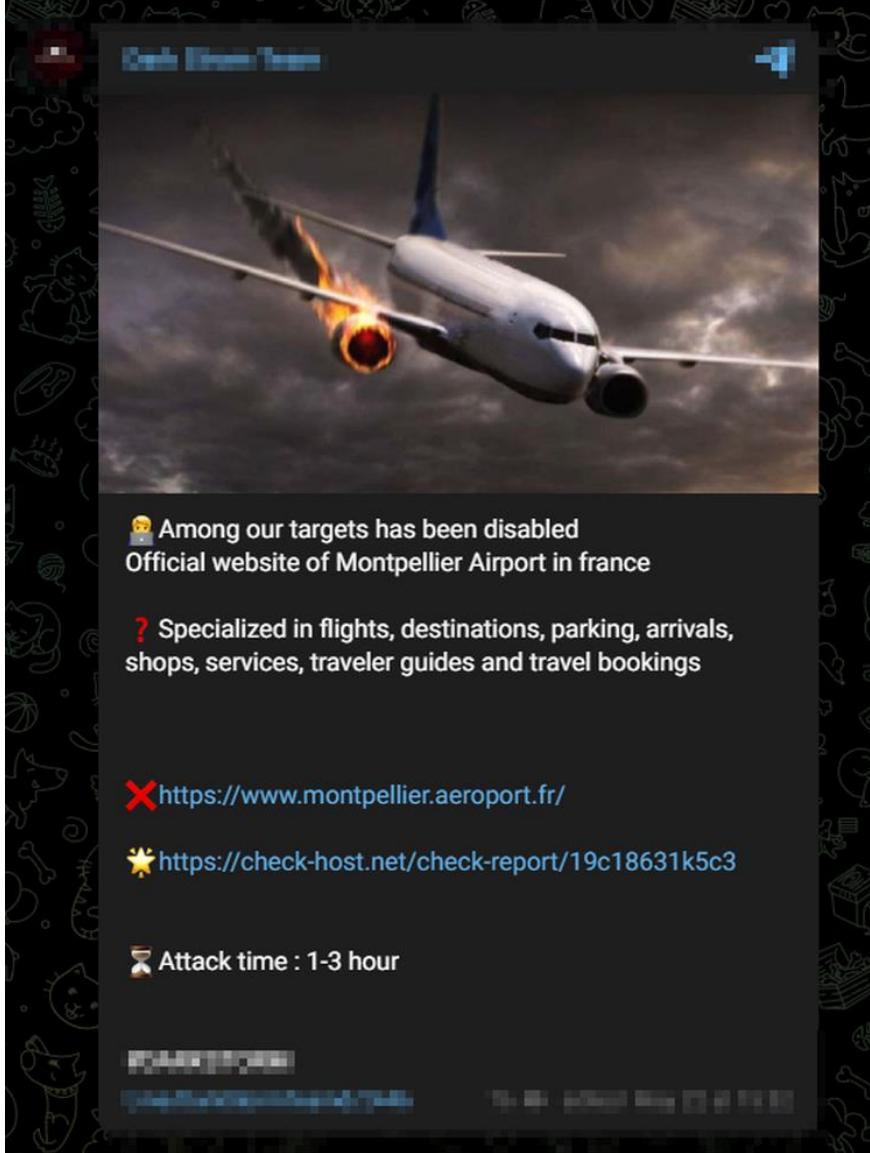 Among our targets has been disabled
Official website of Montpellier Airport in france
Specialized in flights, destinations, parking, arrivals,
shops, services, traveler guides and travel bookings
https://www.montpellier.aeroport.fr/
https://check-host.net/check-report/19c18631k5c3
Attack time : 1-3 hour